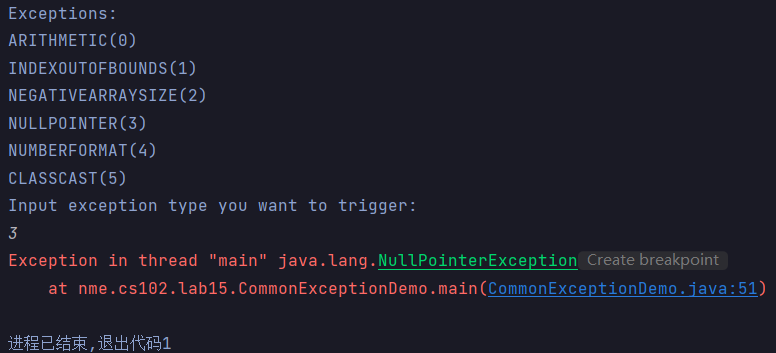 Exceptions:
ARITHMETIC(0)
INDEXOUTOFBOUNDS(1)
NEGATIVEARRAYSIZE(2)
NULLPOINTER(3)
NUMBERFORMAT(4)
CLASSCAST(5)
Input exception type you want to trigger:
3
Exception in thread "main" java.lang.NullPointerException Create breakpoint
at nme.cs102.lab15.CommonExceptionDemo.main(CommonExceptionDemo.java:51)
进程已结束,退出代码1